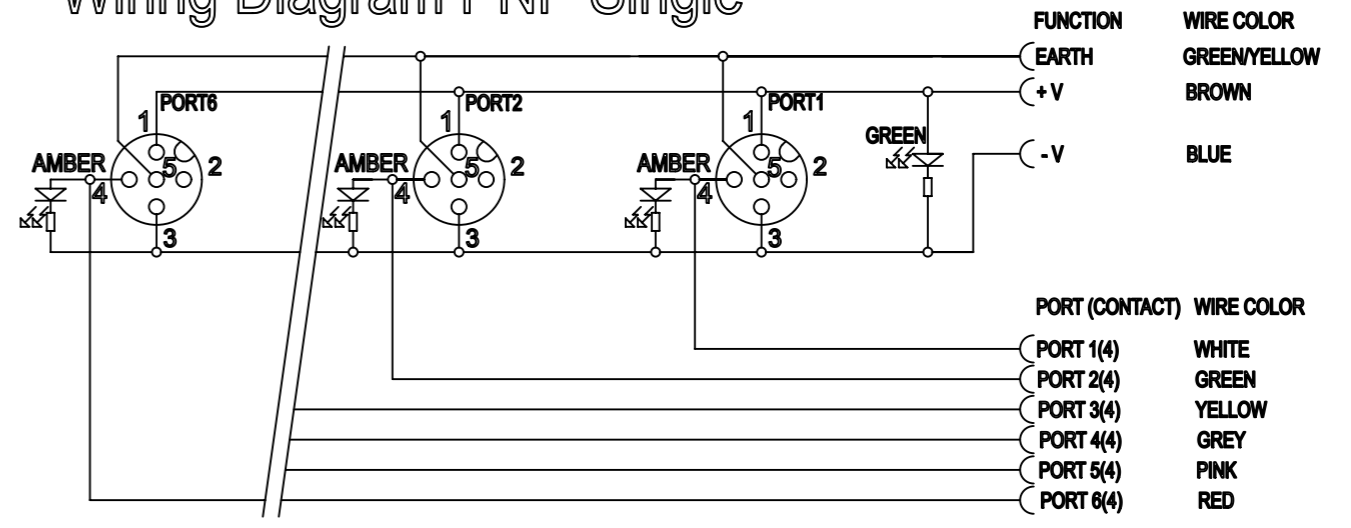 Wiring Diagram PNP Single
FUNCTION WIRE COLOR
EARTH GREEN/YELLOW
+ V BROWN
- V BLUE
PORT6 PORT2 PORT1
1 1 1
GREEN
AMBER 5 2 AMBER 5 2 AMBER 5 2
4 4 4
3 3 3
PORT (CONTACT) WIRE COLOR
PORT 1(4) WHITE
PORT 2(4) GREEN
PORT 3(4) YELLOW
PORT 4(4) GREY
PORT 5(4) PINK
PORT 6(4) RED